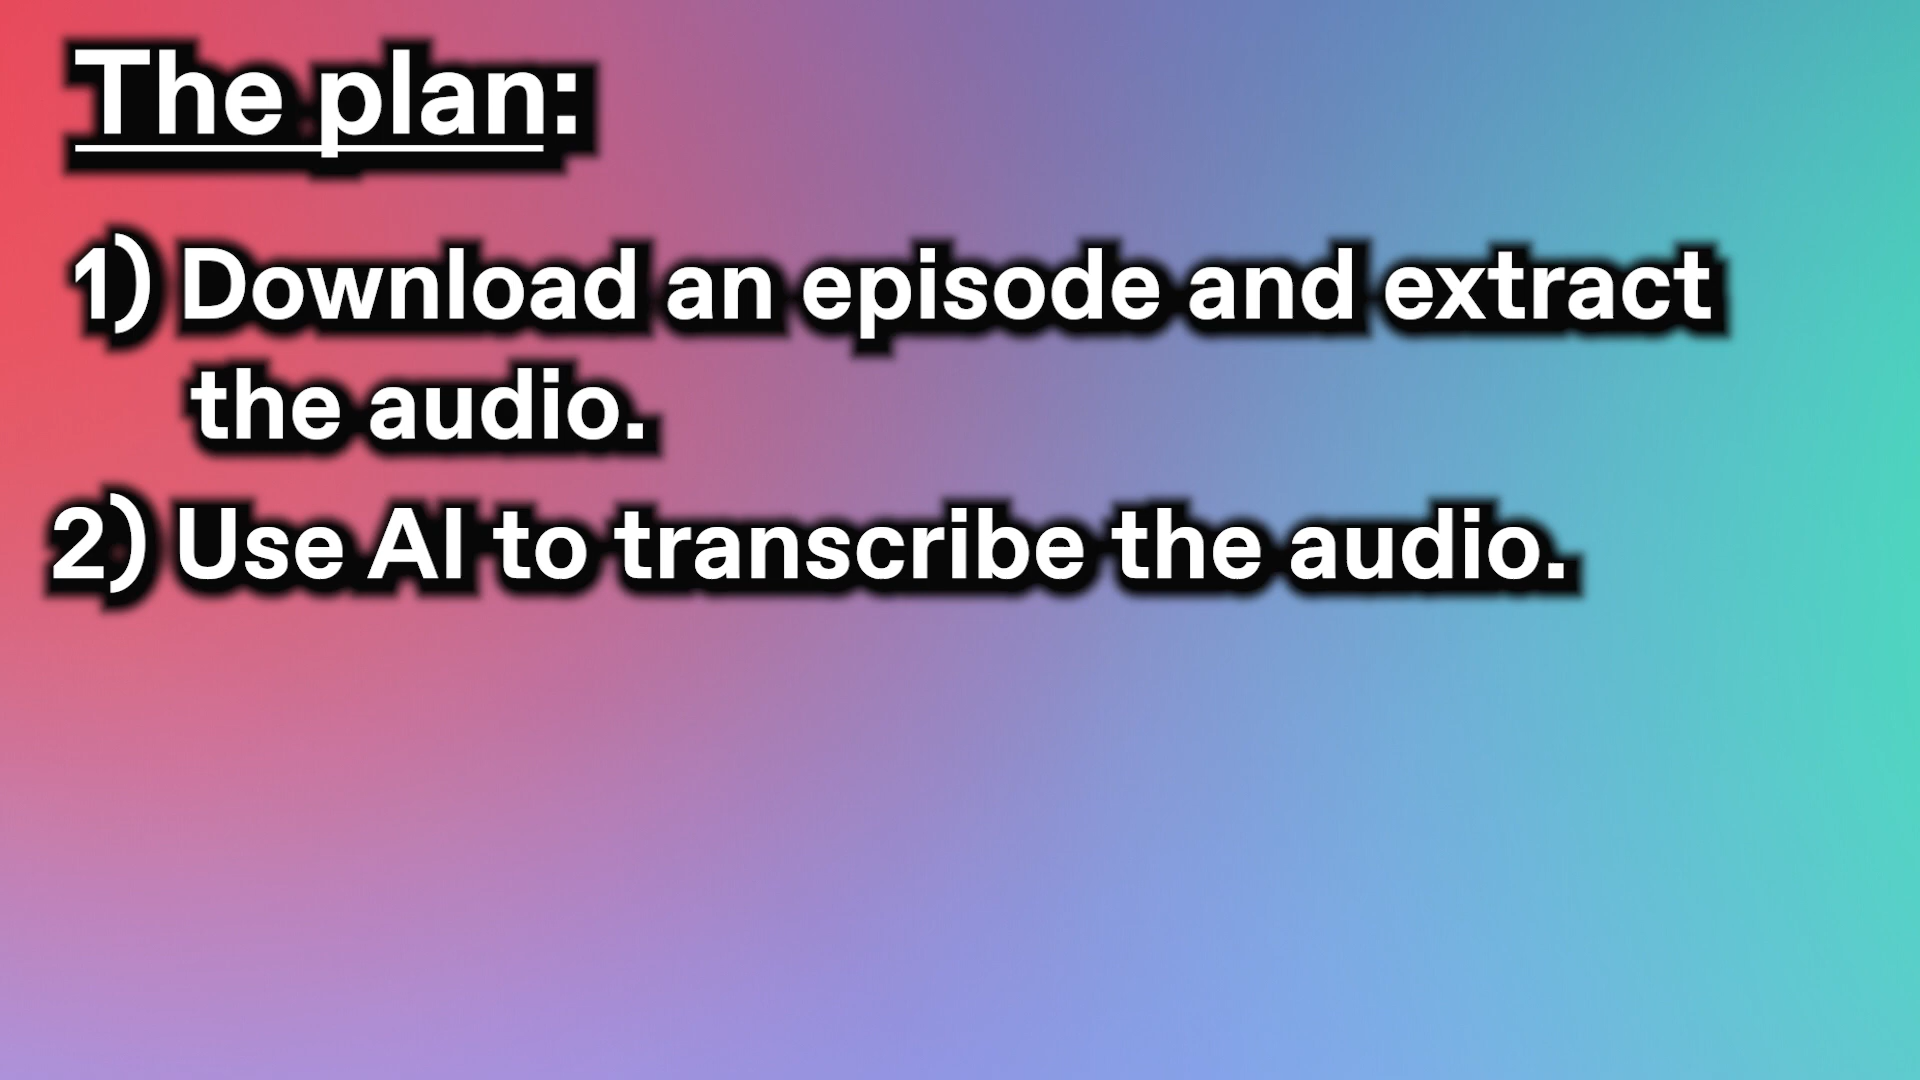 The plan:
1) Download an episode and extract
the audio.
2) Use AI to transcribe the audio.